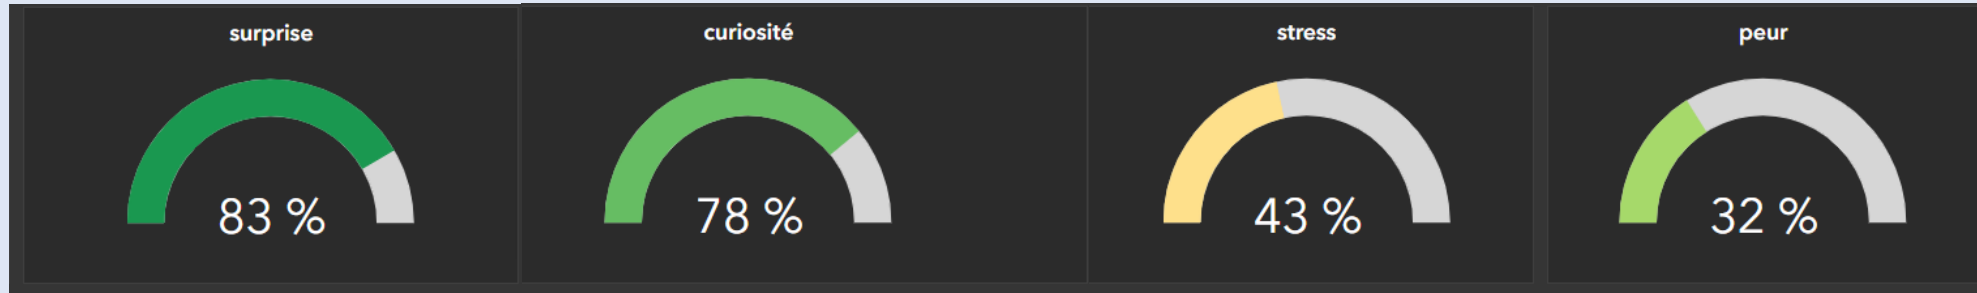 surprise
83 %
curiosité
78 %
stress
43 %
peur
32 %